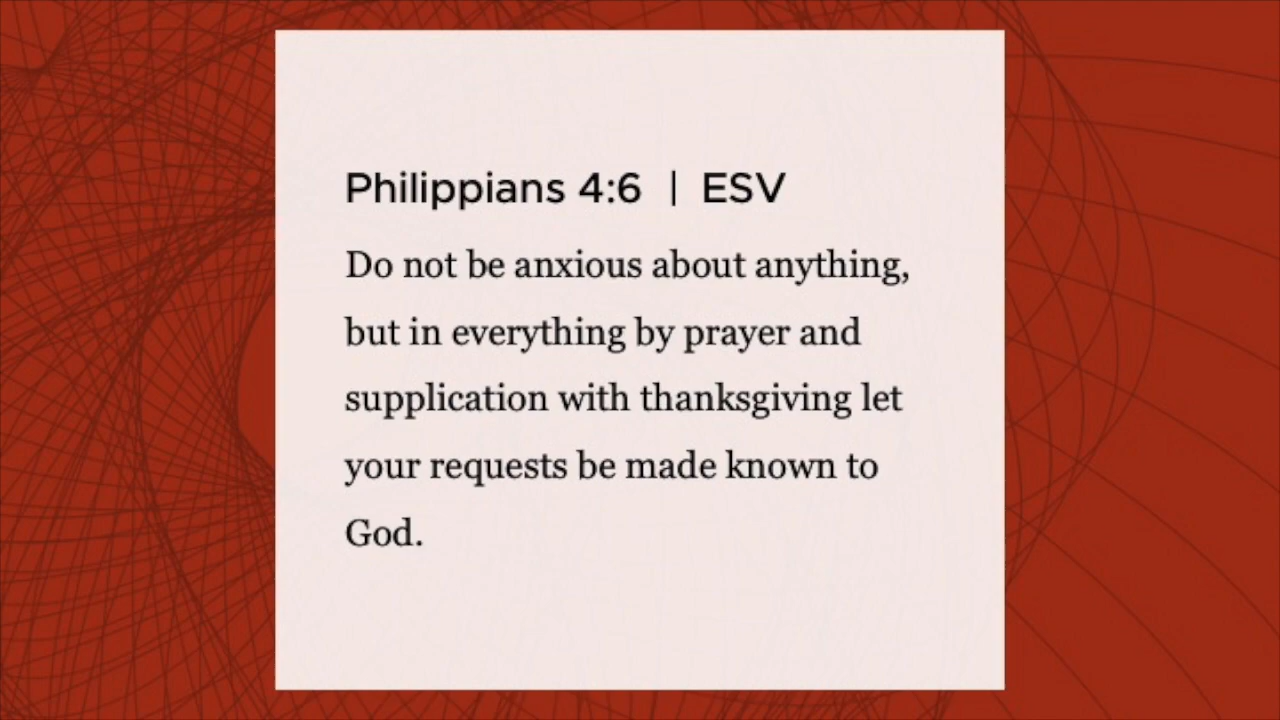 Philippians 4:6 | ESV
Do not be anxious about anything,
but in everything by prayer and
supplication with thanksgiving let
your requests be made known to
God.